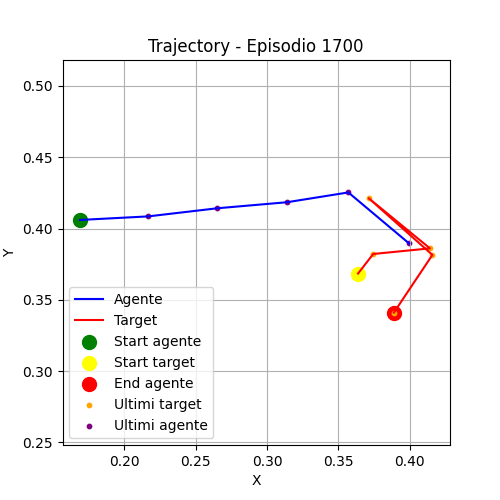 Trajectory - Episodio 1700
0.50
0.45
0.40
0.35
0.30
0.25
Y
Agente
Target
Start agente
Start target
End agente
Ultimi target
Ultimi agente
0.20
0.25
0.30
0.35
0.40
X